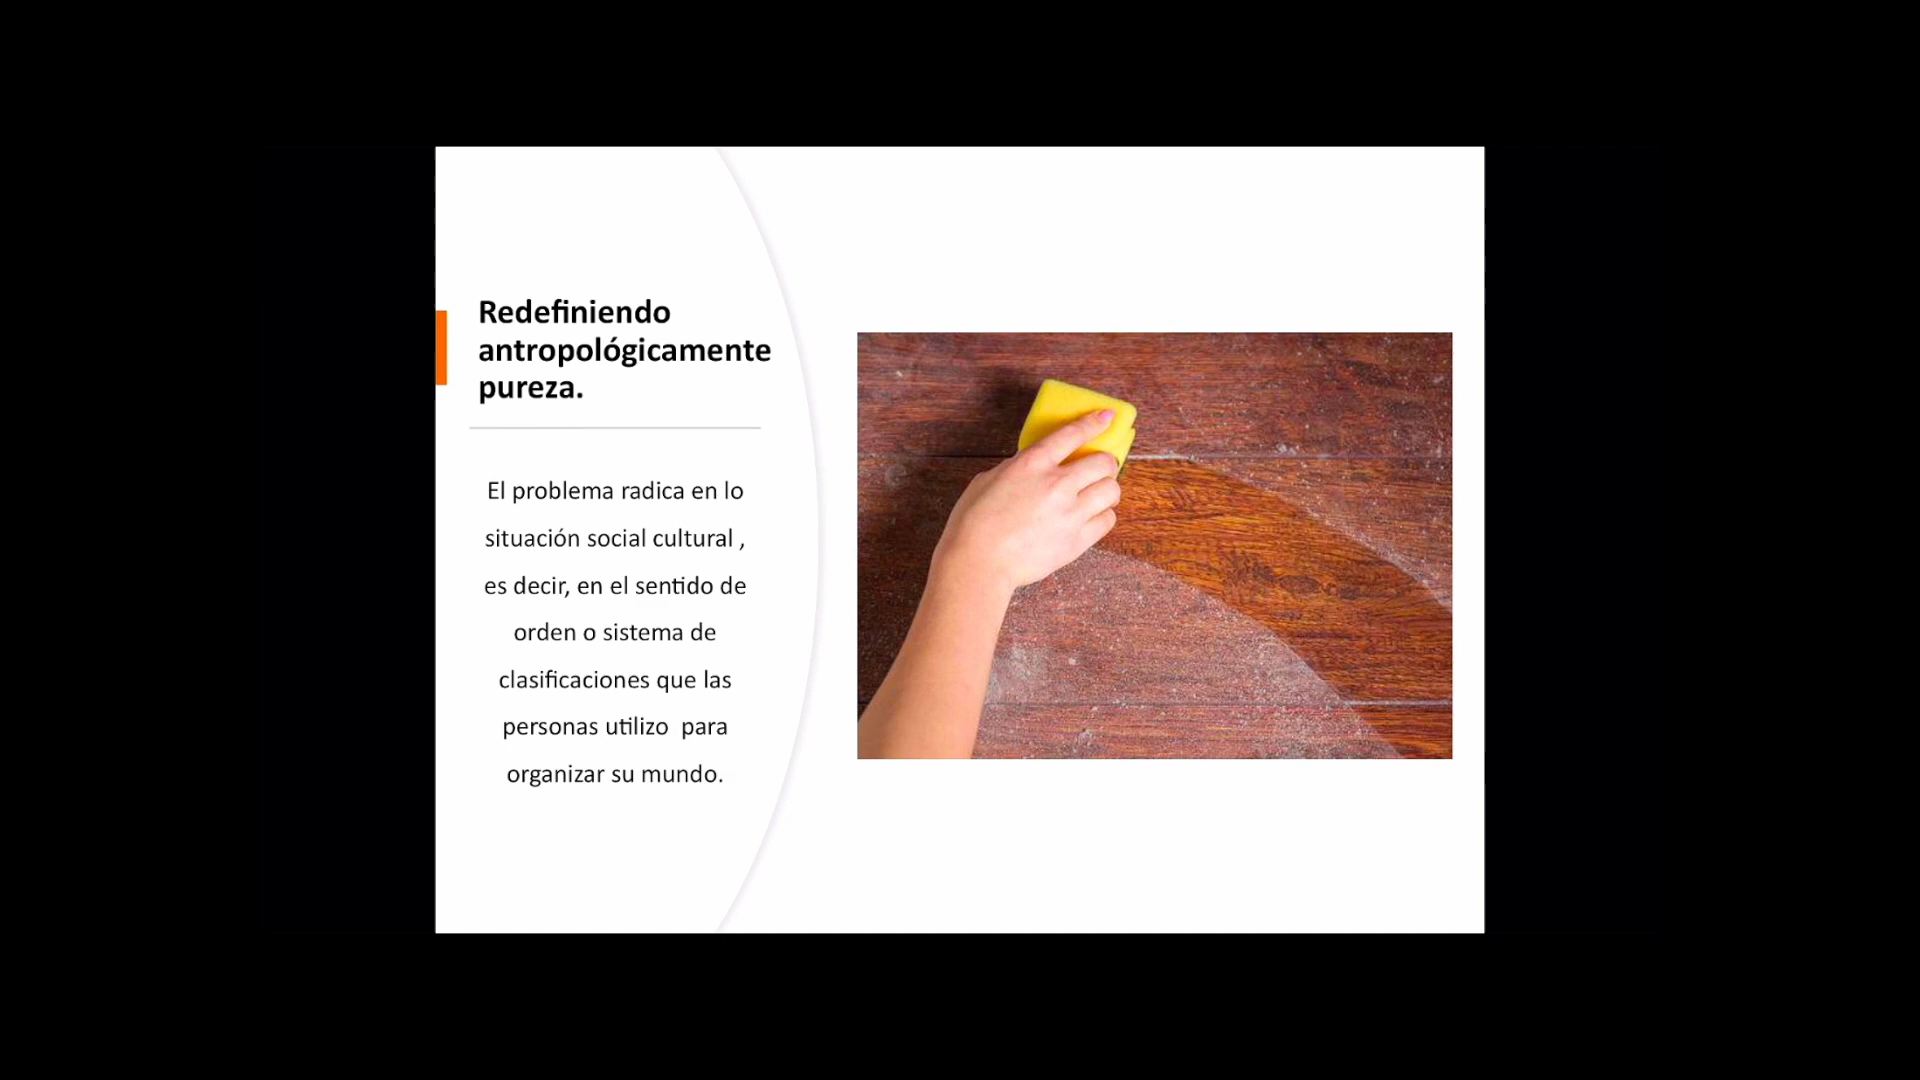 Redefiniendo
antropológicamente
pureza.
El problema radica en lo
situación social cultural ,
es decir, en el sentido de
orden o sistema de
clasificaciones que las
personas utilizo  para
organizar su mundo.